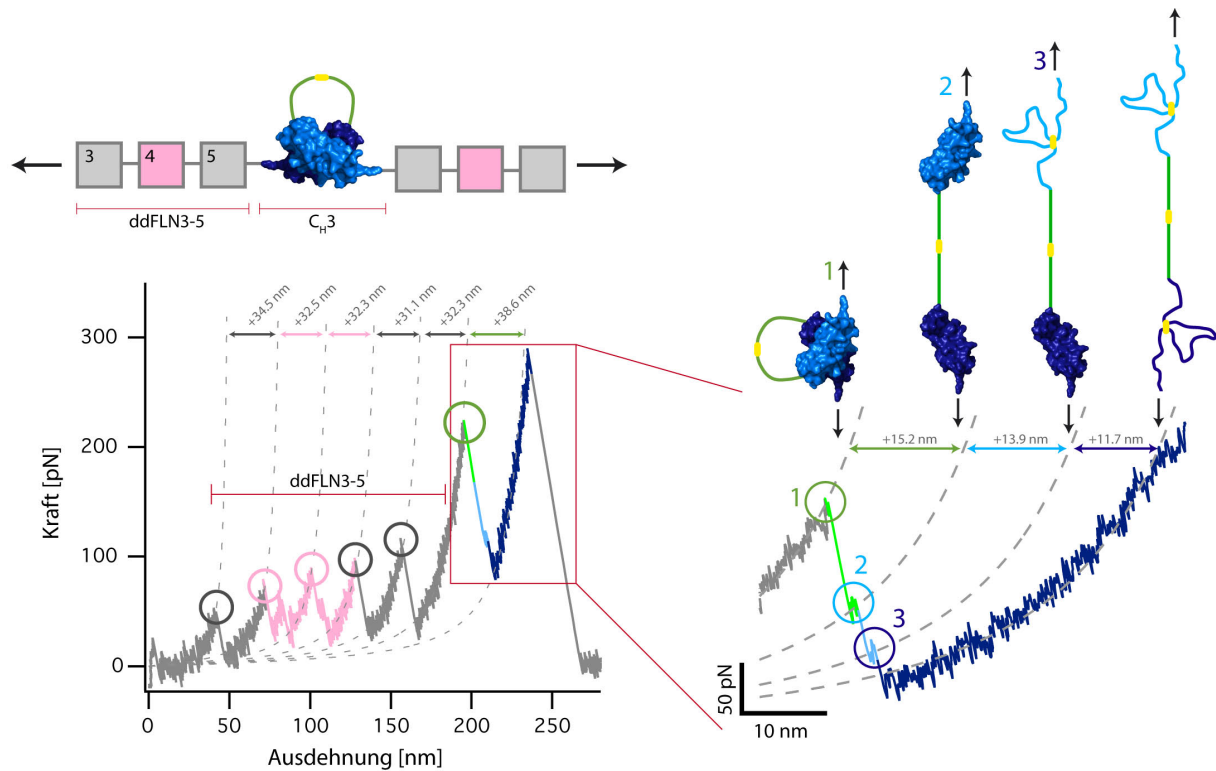 3 4 5
ddFLN3-5
C_H3
+34.5 nm
+32.5 nm
+32.3 nm
+31.1 nm
+32.3 nm
+38.6 nm
ddFLN3-5
Kraft [pN]
300
200
100
0
0 50 100 150 200 250
Ausdehnung [nm]
1
2
3
+15.2 nm
+13.9 nm
+11.7 nm
1
2
3
50 pN
10 nm